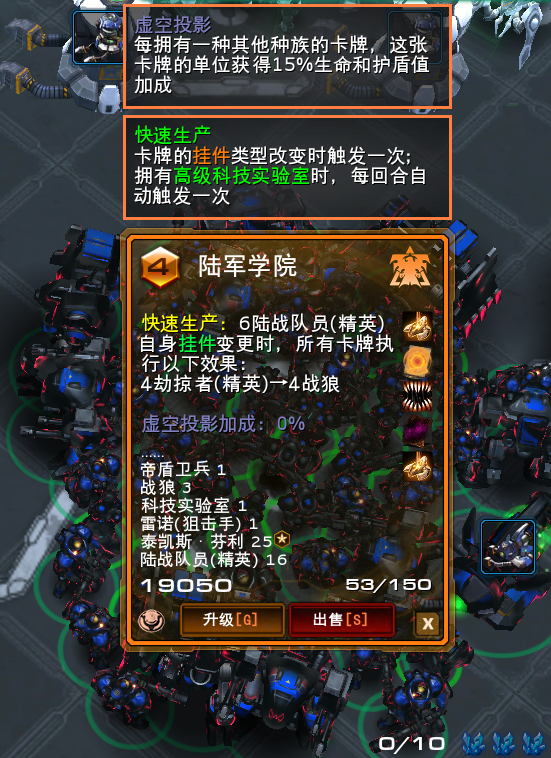 虚空投影
每拥有一种其他种族的卡牌，这张
卡牌的单位获得15%生命和护盾值
加成
快速生产
卡牌的挂件类型改变时触发一次；
拥有高级科技实验室时，每回合自
动触发一次
4 陆军学院
快速生产：6陆战队员(精英)
自身挂件变更时，所有卡牌执
行以下效果：
4劫掠者(精英)→4战狼
虚空投影加成：0%
……
帝盾卫兵 1
战狼 3
科技实验室 1
雷诺(狙击手) 1
泰凯斯·芬利 25
陆战队员(精英) 16
19050 53/150
升级[G] 出售[S] X
0/10